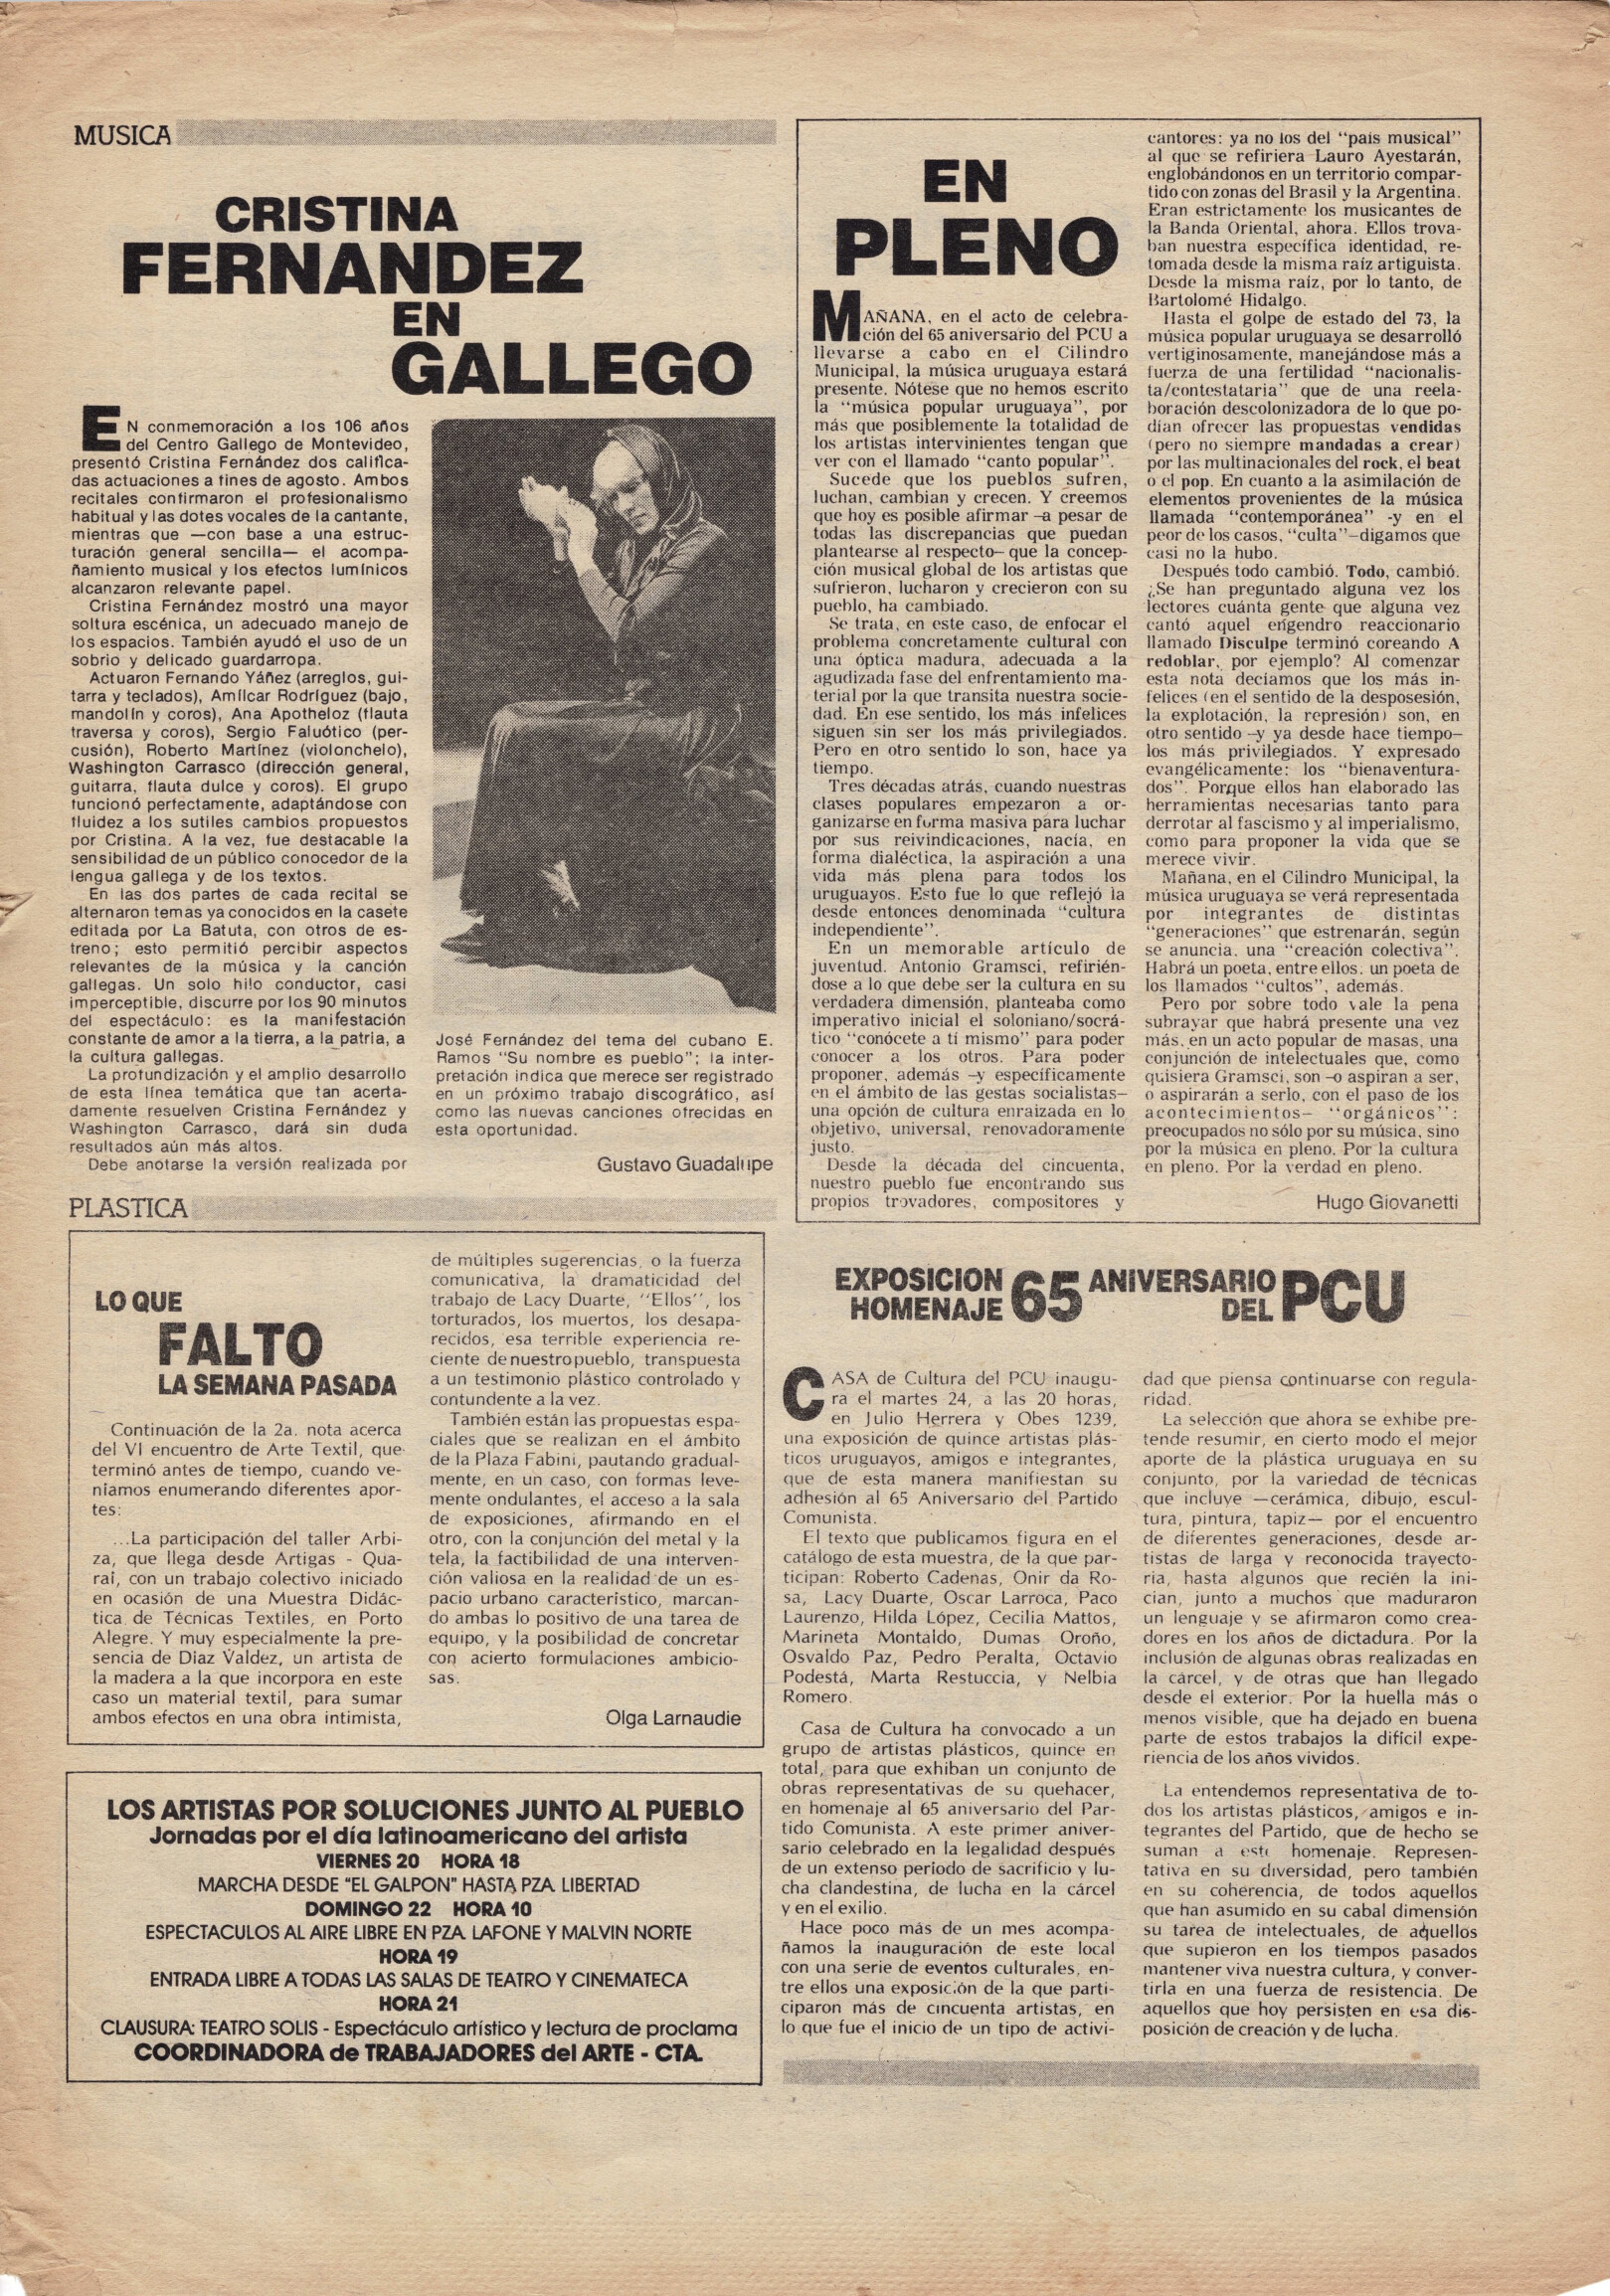 MUSICA
CRISTINA
FERNANDEZ
EN
GALLEGO
EN conmemoración a los 106 años
del Centro Gallego de Montevideo,
presentó Cristina Fernández dos califica-
das actuaciones a fines de agosto. Ambos
recitales confirmaron el profesionalismo
habitual y las dotes vocales de la cantante,
mientras que —con base a una estruc-
turación general sencilla— el acompa-
ñamiento musical y los efectos lumínicos
alcanzaron relevante papel.
Cristina Fernández mostró una mayor
soltura escénica, un adecuado manejo de
los espacios. También ayudó el uso de un
sobrio y delicado guardarropa.
Actuaron Fernando Yáñez (arreglos, gui-
tarra y teclados), Amílcar Rodríguez (bajo,
mandolín y coros), Ana Apotheloz (flauta
traversa y coros), Sergio Faluótico (per-
cusión), Roberto Martínez (violonchelo),
Washington Carrasco (dirección general,
guitarra, flauta dulce y coros). El grupo
funcionó perfectamente, adaptándose con
fluidez a los sutiles cambios propuestos
por Cristina. A la vez, fue destacable la
sensibilidad de un público conocedor de la
lengua gallega y de los textos.
En las dos partes de cada recital se
alternaron temas ya conocidos en la casete
editada por La Batuta, con otros de es-
treno; esto permitió percibir aspectos
relevantes de la música y la canción
gallegas. Un solo hilo conductor, casi
imperceptible, discurre por los 90 minutos
del espectáculo: es la manifestación
constante de amor a la tierra, a la patria, a
la cultura gallegas.
La profundización y el amplio desarrollo
de esta línea temática que tan acerta-
damente resuelven Cristina Fernández y
Washington Carrasco, dará sin duda
resultados aún más altos.
Debe anotarse la versión realizada por
José Fernández del tema del cubano E.
Ramos "Su nombre es pueblo"; la inter-
pretación indica que merece ser registrado
en un próximo trabajo discográfico, así
como las nuevas canciones ofrecidas en
esta oportunidad.
Gustavo Guadalupe
EN
PLENO
MAÑANA, en el acto de celebra-
ción del 65 aniversario del PCU a
llevarse a cabo en el Cilindro
Municipal, la música uruguaya estará
presente. Nótese que no hemos escrito
la "música popular uruguaya", por
más que posiblemente la totalidad de
los artistas intervinientes tengan que
ver con el llamado "canto popular".
Sucede que los pueblos sufren,
luchan, cambian y crecen. Y creemos
que hoy es posible afirmar —a pesar de
todas las discrepancias que puedan
plantearse al respecto— que la concep-
ción musical global de los artistas que
sufrieron, lucharon y crecieron con su
pueblo, ha cambiado.
Se trata, en este caso, de enfocar el
problema concretamente cultural con
una óptica madura, adecuada a la
agudizada fase del enfrentamiento ma-
terial por la que transita nuestra socie-
dad. En ese sentido, los más infelices
siguen sin ser los más privilegiados.
Pero en otro sentido lo son, hace ya
tiempo.
Tres décadas atrás, cuando nuestras
clases populares empezaron a or-
ganizarse en forma masiva para luchar
por sus reivindicaciones, nacía, en
forma dialéctica, la aspiración a una
vida más plena para todos los
uruguayos. Esto fue lo que reflejó la
desde entonces denominada "cultura
independiente".
En un memorable artículo de
juventud, Antonio Gramsci, refirién-
dose a lo que debe ser la cultura en su
verdadera dimensión, planteaba como
imperativo inicial el soloniano/socrá-
tico "conócete a tí mismo" para poder
conocer a los otros. Para poder
proponer, además —y específicamente
en el ámbito de las gestas socialistas—
una opción de cultura enraizada en lo
objetivo, universal, renovadoramente
justo.
Desde la década del cincuenta,
nuestro pueblo fue encontrando sus
propios trovadores, compositores y
cantores: ya no los del "país musical"
al que se refiriera Lauro Ayestarán,
englobándonos en un territorio compar-
tido con zonas del Brasil y la Argentina.
Eran estrictamente los musicantes de
la Banda Oriental, ahora. Ellos trova-
ban nuestra específica identidad, re-
tomada desde la misma raíz artiguista.
Desde la misma raíz, por lo tanto, de
Bartolomé Hidalgo.
Hasta el golpe de estado del 73, la
música popular uruguaya se desarrolló
vertiginosamente, manejándose más a
fuerza de una fertilidad "nacionalis-
ta/contestataria" que de una reela-
boración descolonizadora de lo que po-
dían ofrecer las propuestas vendidas
(pero no siempre mandadas a crear)
por las multinacionales del rock, el beat
o el pop. En cuanto a la asimilación de
elementos provenientes de la música
llamada "contemporánea" -y en el
peor de los casos, "culta"—digamos que
casi no la hubo.
Después todo cambió. Todo, cambió.
¿Se han preguntado alguna vez los
lectores cuánta gente que alguna vez
cantó aquel engendro reaccionario
llamado Disculpe terminó coreando A
redoblar, por ejemplo? Al comenzar
esta nota decíamos que los más in-
felices (en el sentido de la desposesión,
la explotación, la represión) son, en
otro sentido —y ya desde hace tiempo—
los más privilegiados. Y expresado
evangélicamente: los "bienaventura-
dos". Porque ellos han elaborado las
herramientas necesarias tanto para
derrotar al fascismo y al imperialismo,
como para proponer la vida que se
merece vivir.
Mañana, en el Cilindro Municipal, la
música uruguaya se verá representada
por integrantes de distintas
"generaciones" que estrenarán, según
se anuncia, una "creación colectiva".
Habrá un poeta, entre ellos, un poeta de
los llamados "cultos", además.
Pero por sobre todo vale la pena
subrayar que habrá presente una vez
más, en un acto popular de masas, una
conjunción de intelectuales que, como
quisiera Gramsci, son —o aspiran a ser,
o aspirarán a serlo, con el paso de los
acontecimientos— "orgánicos":
preocupados no sólo por su música, sino
por la música en pleno. Por la cultura
en pleno. Por la verdad en pleno.
Hugo Giovanetti
PLASTICA
LO QUE
FALTO
LA SEMANA PASADA
Continuación de la 2a. nota acerca
del VI encuentro de Arte Textil, que
terminó antes de tiempo, cuando ve-
níamos enumerando diferentes apor-
tes:
...La participación del taller Arbi-
za, que llega desde Artigas - Qua-
raí, con un trabajo colectivo iniciado
en ocasión de una Muestra Didác-
tica de Técnicas Textiles, en Porto
Alegre. Y muy especialmente la pre-
sencia de Diaz Valdez, un artista de
la madera a la que incorpora en este
caso un material textil, para sumar
ambos efectos en una obra intimista,
de múltiples sugerencias, o la fuerza
comunicativa, la dramaticidad del
trabajo de Lacy Duarte, "Ellos", los
torturados, los muertos, los desapa-
recidos, esa terrible experiencia re-
ciente de nuestro pueblo, transpuesta
a un testimonio plástico controlado y
contundente a la vez.
También están las propuestas espa-
ciales que se realizan en el ámbito
de la Plaza Fabini, pautando gradual-
mente, en un caso, con formas leve-
mente ondulantes, el acceso a la sala
de exposiciones, afirmando en el
otro, con la conjunción del metal y la
tela, la factibilidad de una interven-
ción valiosa en la realidad de un es-
pacio urbano característico, marcan-
do ambas lo positivo de una tarea de
equipo, y la posibilidad de concretar
con acierto formulaciones ambicio-
sas.
Olga Larnaudie
LOS ARTISTAS POR SOLUCIONES JUNTO AL PUEBLO
Jornadas por el día latinoamericano del artista
VIERNES 20 HORA 18
MARCHA DESDE "EL GALPON" HASTA PZA. LIBERTAD
DOMINGO 22 HORA 10
ESPECTACULOS AL AIRE LIBRE EN PZA. LAFONE Y MALVIN NORTE
HORA 19
ENTRADA LIBRE A TODAS LAS SALAS DE TEATRO Y CINEMATECA
HORA 21
CLAUSURA: TEATRO SOLIS - Espectáculo artístico y lectura de proclama
COORDINADORA de TRABAJADORES del ARTE - CTA.
EXPOSICION HOMENAJE 65 ANIVERSARIO DEL PCU
CASA de Cultura del PCU inaugu-
ra el martes 24, a las 20 horas,
en Julio Herrera y Obes 1239,
una exposición de quince artistas plás-
ticos uruguayos, amigos e integrantes,
que de esta manera manifiestan su
adhesión al 65 Aniversario del Partido
Comunista.
El texto que publicamos figura en el
catálogo de esta muestra, de la que par-
ticipan: Roberto Cadenas, Onir da Ro-
sa, Lacy Duarte, Oscar Larroca, Paco
Laurenzo, Hilda López, Cecilia Mattos,
Marineta Montaldo, Dumas Oroño,
Osvaldo Paz, Pedro Peralta, Octavio
Podestá, Marta Restuccia, y Nelbia
Romero.
Casa de Cultura ha convocado a un
grupo de artistas plásticos, quince en
total, para que exhiban un conjunto de
obras representativas de su quehacer,
en homenaje al 65 aniversario del Par-
tido Comunista. A este primer aniver-
sario celebrado en la legalidad después
de un extenso período de sacrificio y lu-
cha clandestina, de lucha en la cárcel
y en el exilio.
Hace poco más de un mes acompa-
ñamos la inauguración de este local
con una serie de eventos culturales, en-
tre ellos una exposición de la que parti-
ciparon más de cincuenta artistas, en
lo que fue el inicio de un tipo de activi-
dad que piensa continuarse con regula-
ridad.
La selección que ahora se exhibe pre-
tende resumir, en cierto modo el mejor
aporte de la plástica uruguaya en su
conjunto, por la variedad de técnicas
que incluye —cerámica, dibujo, escul-
tura, pintura, tapiz— por el encuentro
de diferentes generaciones, desde ar-
tistas de larga y reconocida trayecto-
ria, hasta algunos que recién la ini-
cian, junto a muchos que maduraron
un lenguaje y se afirmaron como crea-
dores en los años de dictadura. Por la
inclusión de algunas obras realizadas en
la cárcel, y de otras que han llegado
desde el exterior. Por la huella más o
menos visible, que ha dejado en buena
parte de estos trabajos la difícil expe-
riencia de los años vividos.
La entendemos representativa de to-
dos los artistas plásticos, amigos e in-
tegrantes del Partido, que de hecho se
suman a este homenaje. Represen-
tativa en su diversidad, pero también
en su coherencia, de todos aquellos
que han asumido en su cabal dimensión
su tarea de intelectuales, de aquellos
que supieron en los tiempos pasados
mantener viva nuestra cultura, y conver-
tirla en una fuerza de resistencia. De
aquellos que hoy persisten en esa dis-
posición de creación y de lucha.